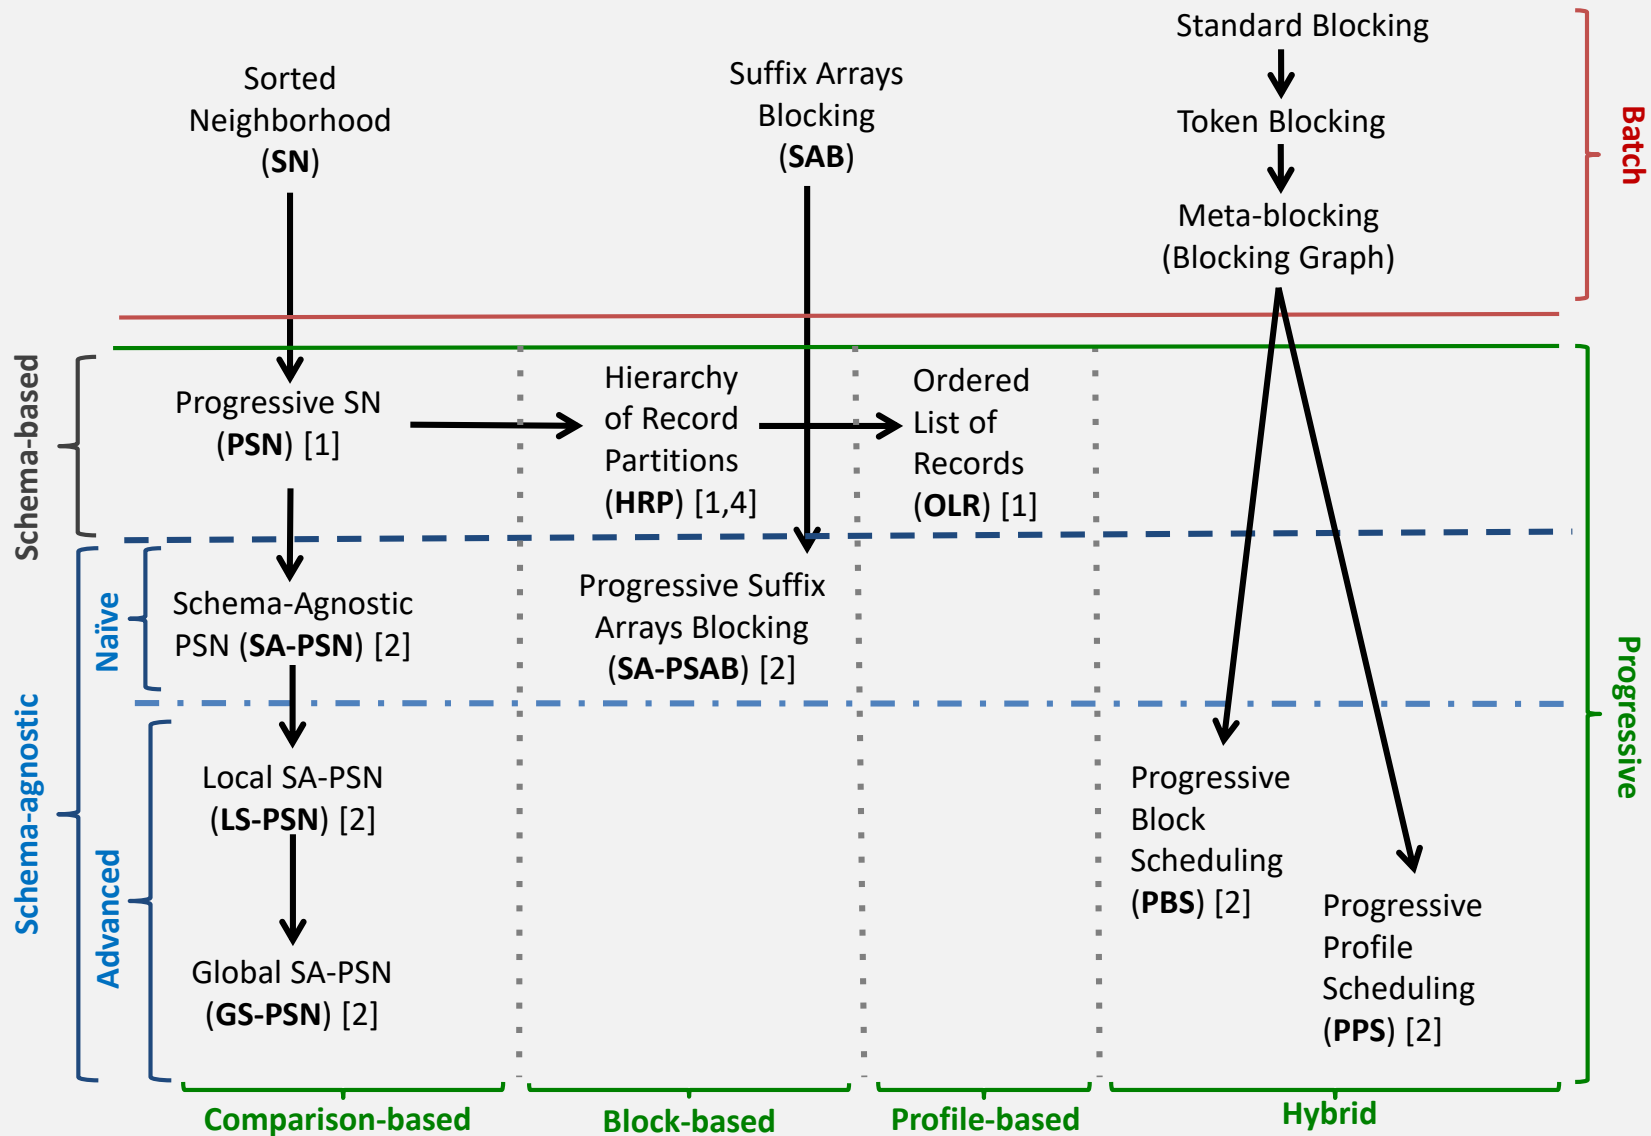 Standard Blocking
Token Blocking
Meta-blocking
(Blocking Graph)
Sorted
Neighborhood
(SN)
Suffix Arrays
Blocking
(SAB)
Batch
Schema-based
Progressive SN
(PSN) [1]
Hierarchy
of Record
Partitions
(HRP) [1,4]
Ordered
List of
Records
(OLR) [1]
Schema-agnostic
Naïve
Schema-Agnostic
PSN (SA-PSN) [2]
Progressive Suffix
Arrays Blocking
(SA-PSAB) [2]
Advanced
Local SA-PSN
(LS-PSN) [2]
Global SA-PSN
(GS-PSN) [2]
Progressive
Block
Scheduling
(PBS) [2]
Progressive
Profile
Scheduling
(PPS) [2]
Progressive
Comparison-based
Block-based
Profile-based
Hybrid